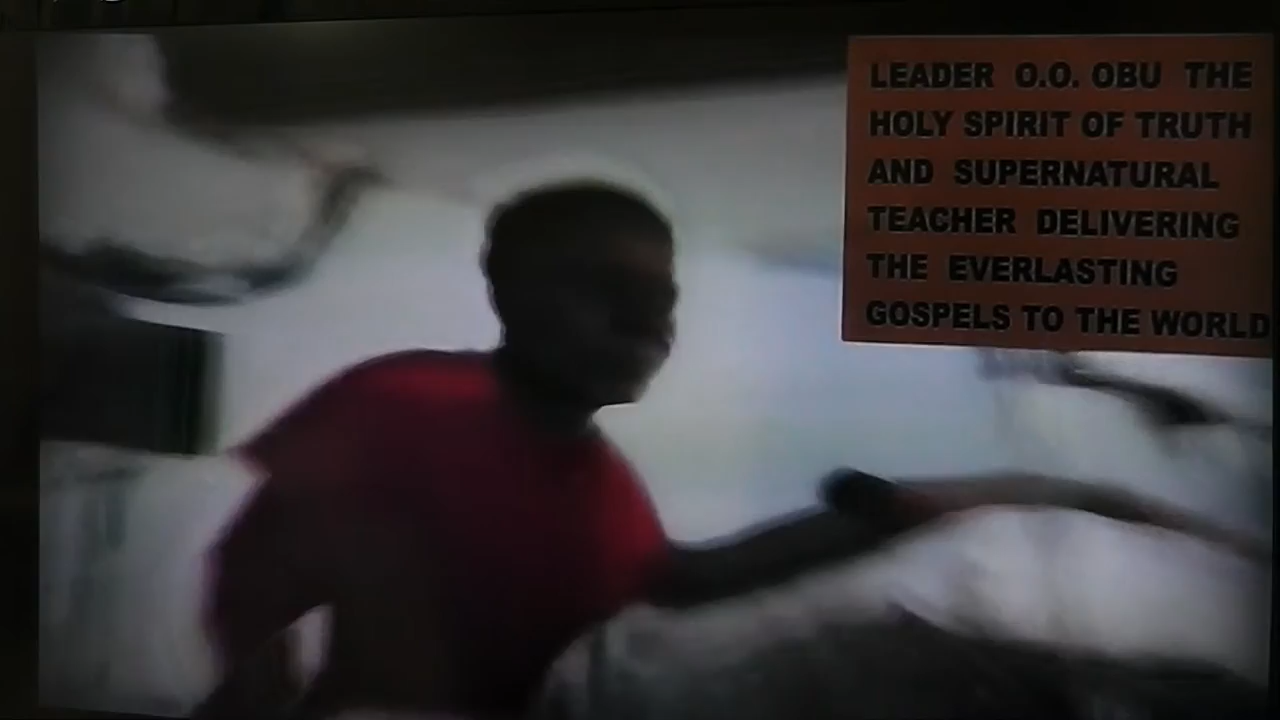 LEADER O.O. OBU THE
HOLY SPIRIT OF TRUTH
AND SUPERNATURAL
TEACHER DELIVERING
THE EVERLASTING
GOSPELS TO THE WORLD